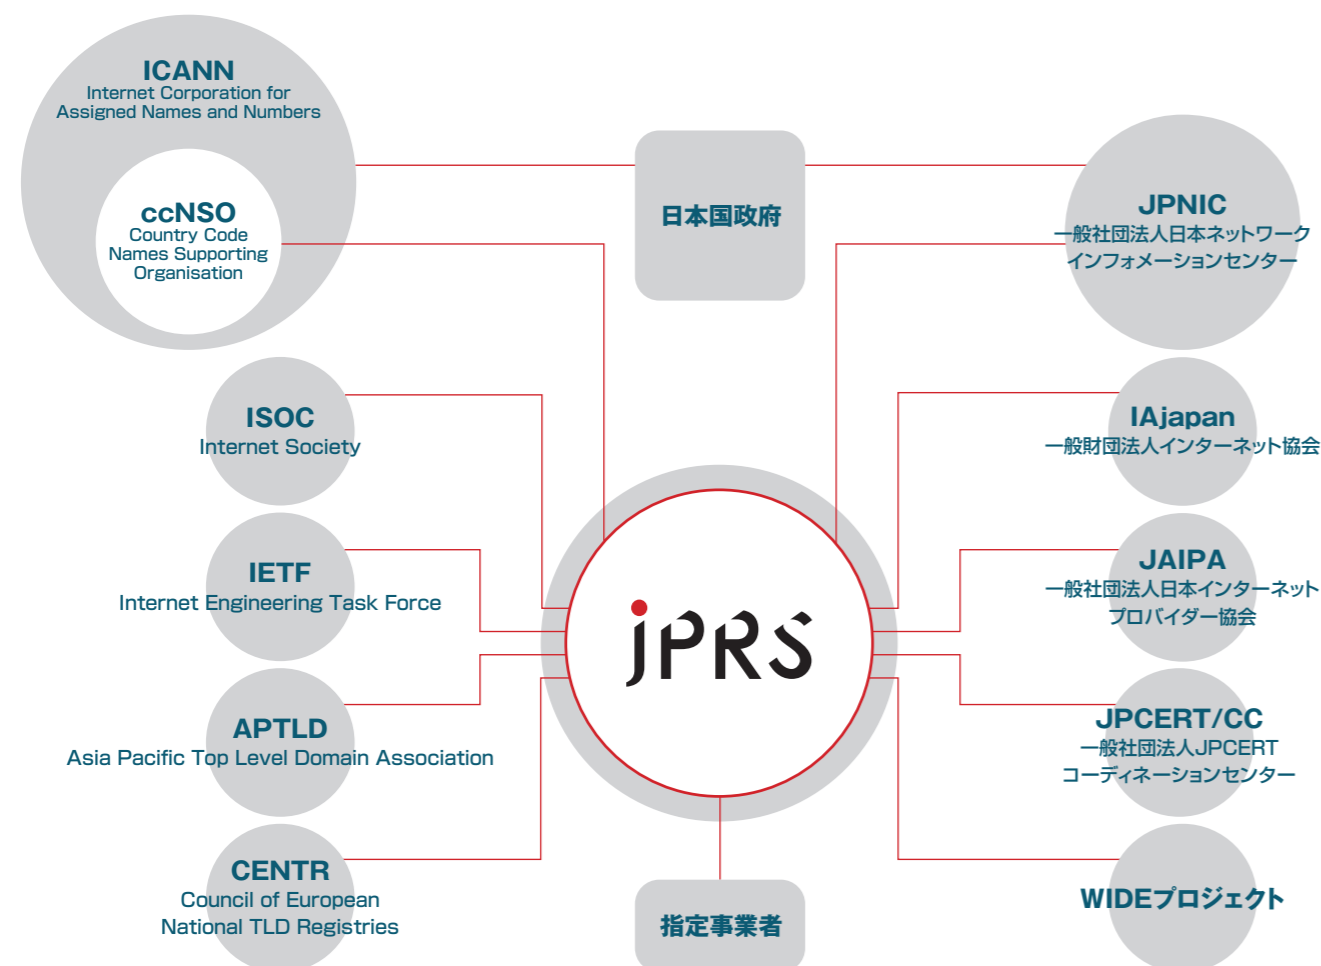 ICANN
Internet Corporation for
Assigned Names and Numbers
ccNSO
Country Code
Names Supporting
Organisation
日本国政府
JPNIC
一般社団法人日本ネットワーク
インフォメーションセンター
ISOC
Internet Society
IETF
Internet Engineering Task Force
APTLD
Asia Pacific Top Level Domain Association
CENTR
Council of European
National TLD Registries
jPRS
指定事業者
IAjapan
一般財団法人インターネット協会
JAIPA
一般社団法人日本インターネット
プロバイダー協会
JPCERT/CC
一般社団法人JPCERT
コーディネーションセンター
WIDEプロジェクト